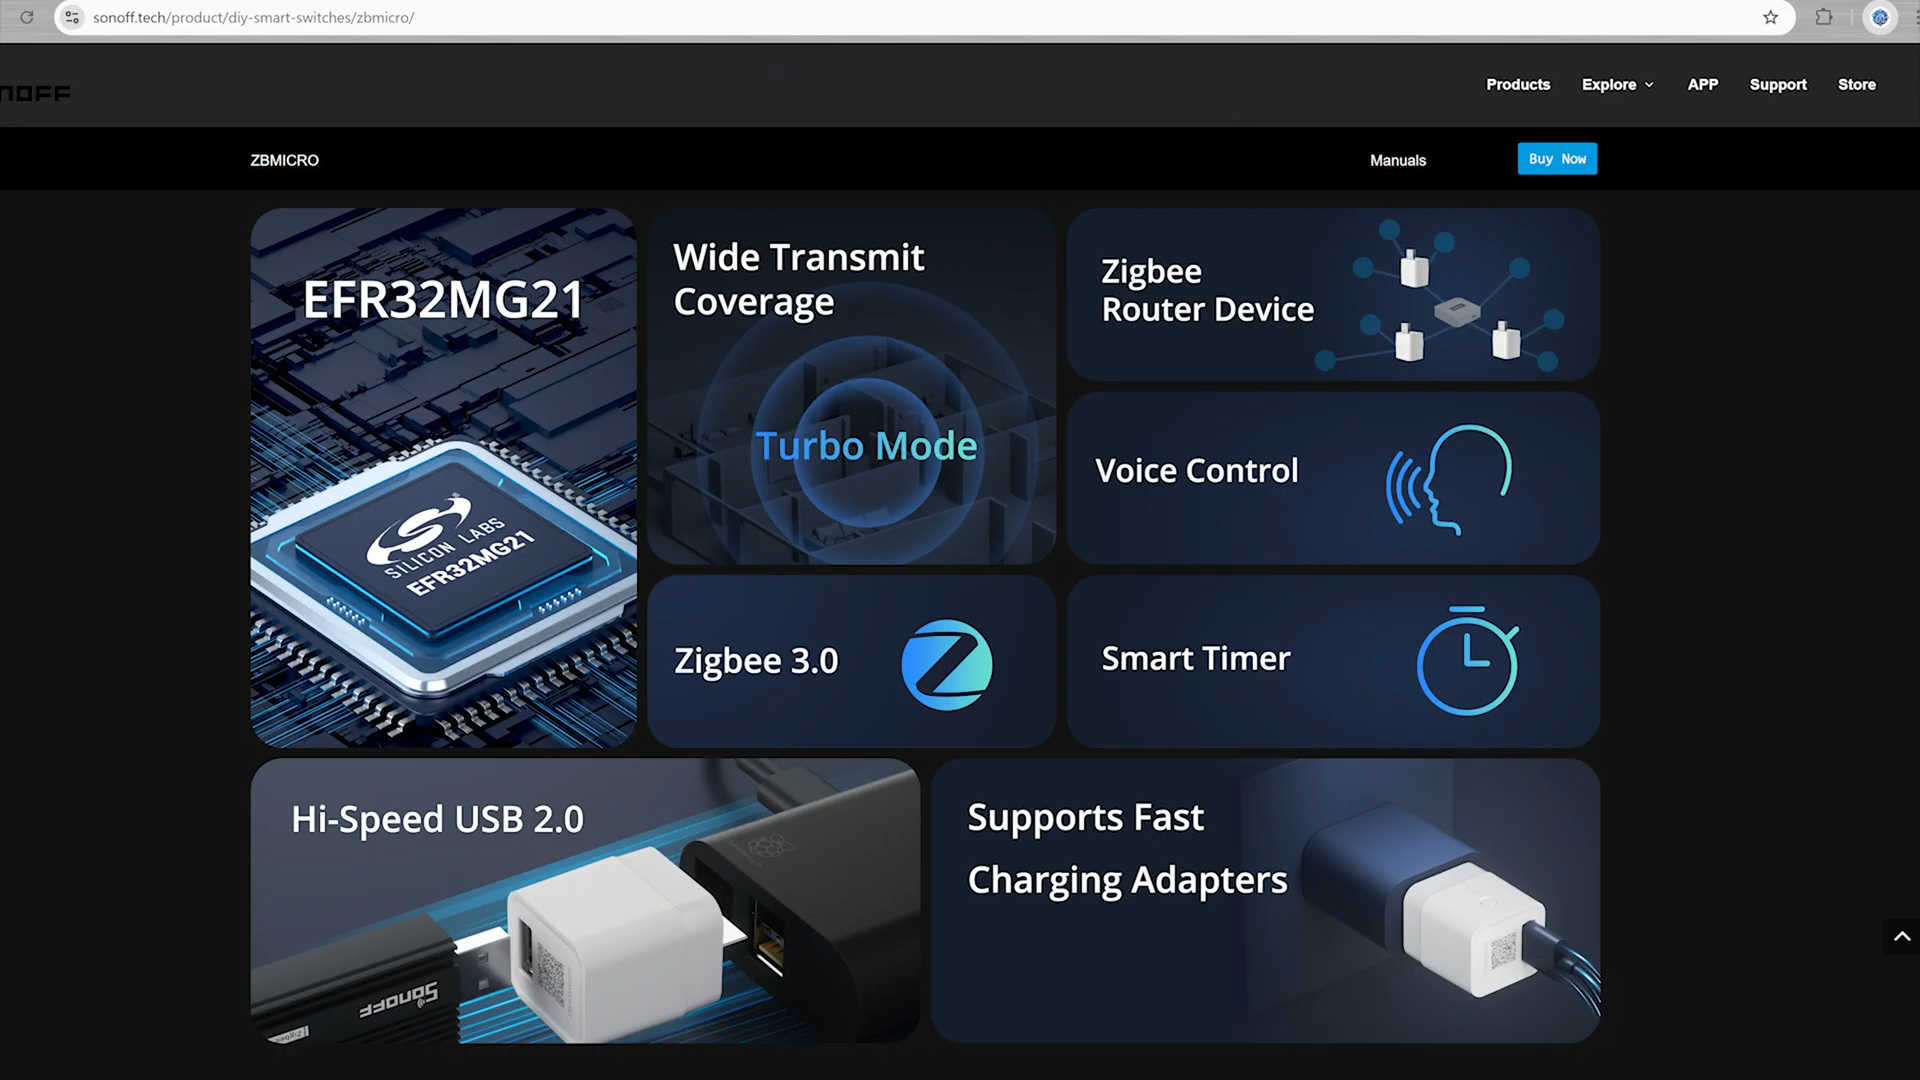 sonoff.tech/product/diy-smart-switches/zbmicro/
Products
Explore
APP
Support
Store
ZBMICRO
Manuals
Buy Now
EFR32MG21
SILICON LABS
EFR32MG21
Wide Transmit
Coverage
Turbo Mode
Zigbee
Router Device
Voice Control
Zigbee 3.0
Smart Timer
Hi-Speed USB 2.0
SONOFF
Supports Fast
Charging Adapters